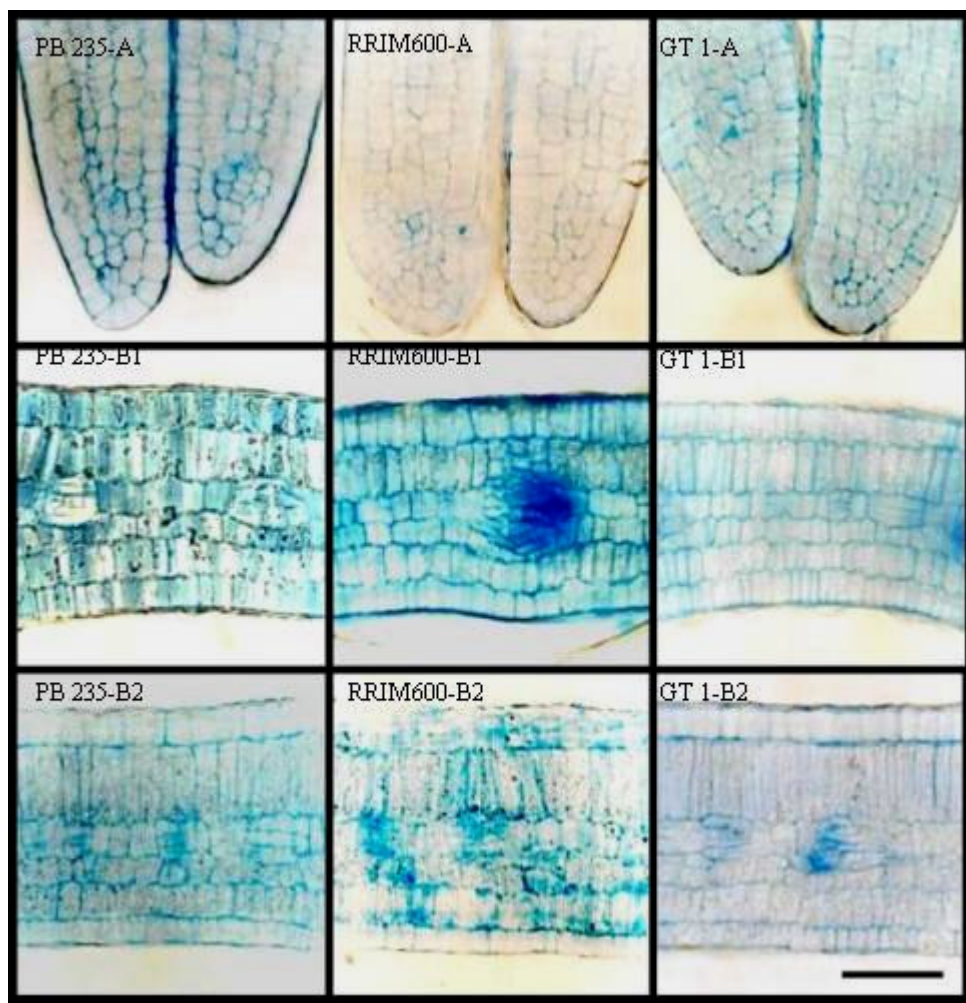 PB 235-A
RRIM600-A
GT 1-A
PB 235-B1
RRIM600-B1
GT 1-B1
PB 235-B2
RRIM600-B2
GT 1-B2